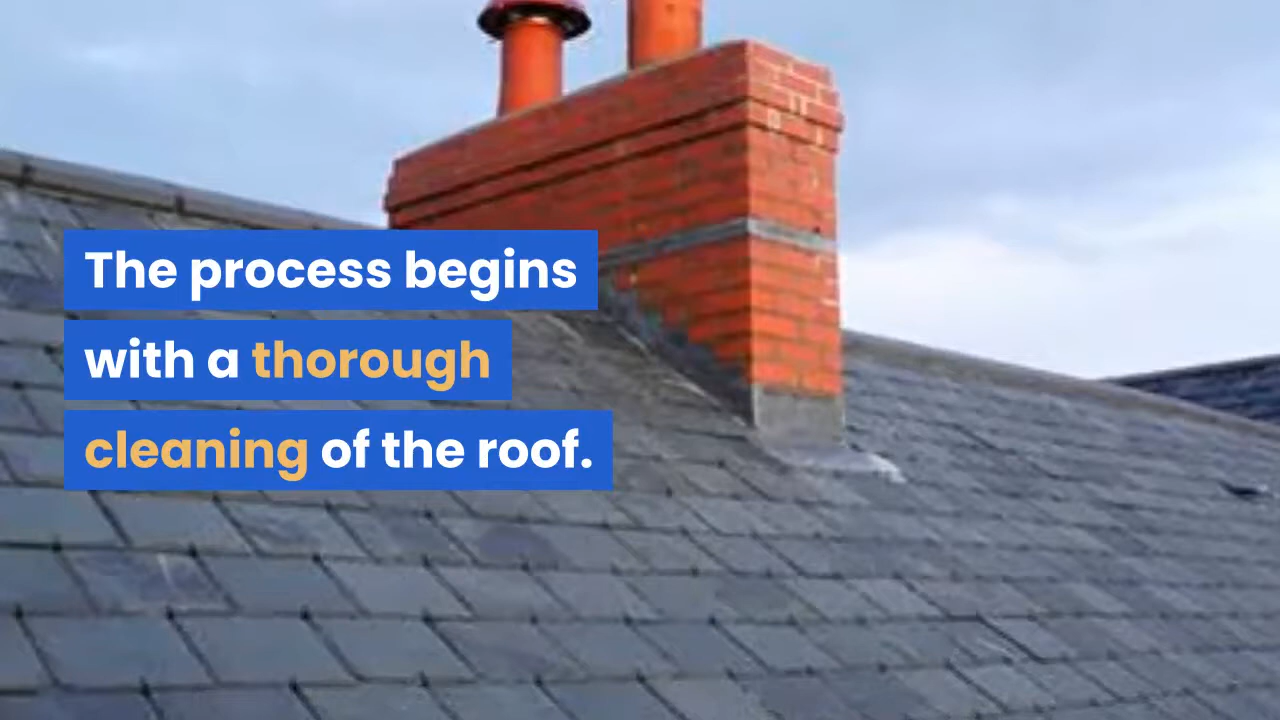 The process begins
with a thorough
cleaning of the roof.